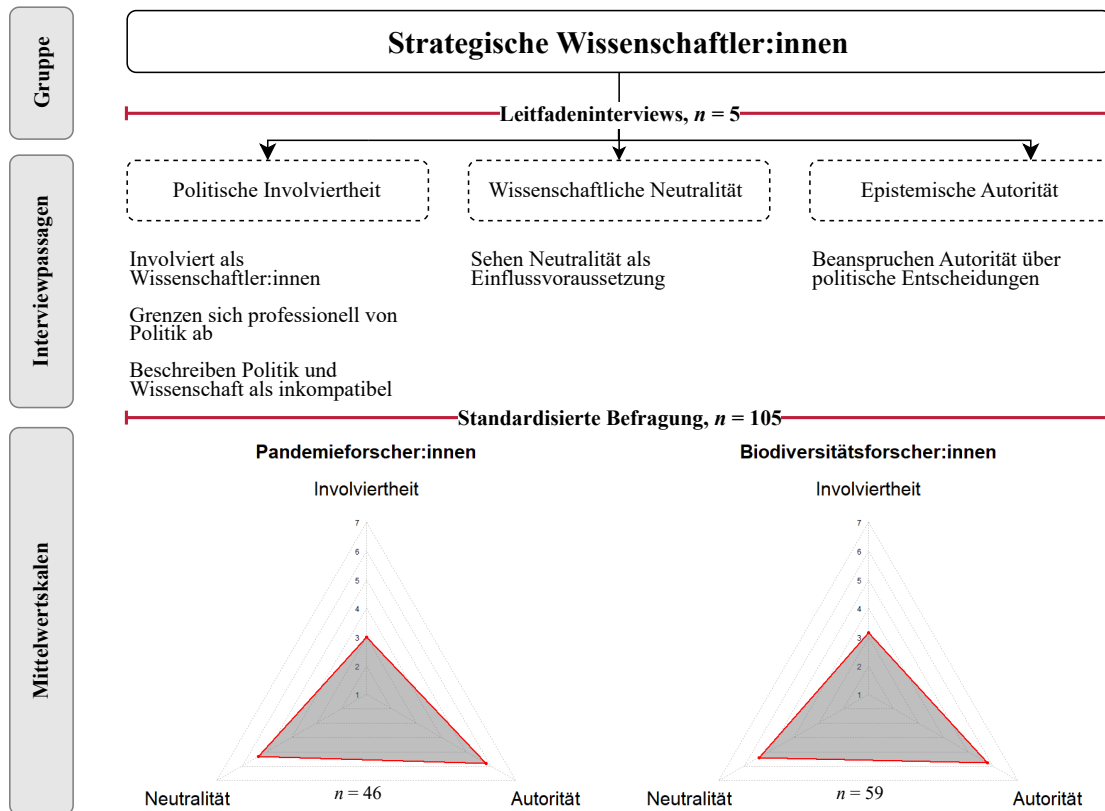 Gruppe
Strategische Wissenschaftler:innen
Leitfadeninterviews, n = 5
Interviewpassagen
Politische Involviertheit
Wissenschaftliche Neutralität
Epistemische Autorität
Involviert als
Wissenschaftler:innen
Grenzen sich professionell von
Politik ab
Beschreiben Politik und
Wissenschaft als inkompatibel
Sehen Neutralität als
Einflussvoraussetzung
Beanspruchen Autorität über
politische Entscheidungen
Standardisierte Befragung, n = 105
Mittelwertskalen
Pandemieforscher:innen
Involviertheit
7
6
5
4
3
2
1
Neutralität
n = 46
Autorität
Biodiversitätsforscher:innen
Involviertheit
7
6
5
4
3
2
1
Neutralität
n = 59
Autorität